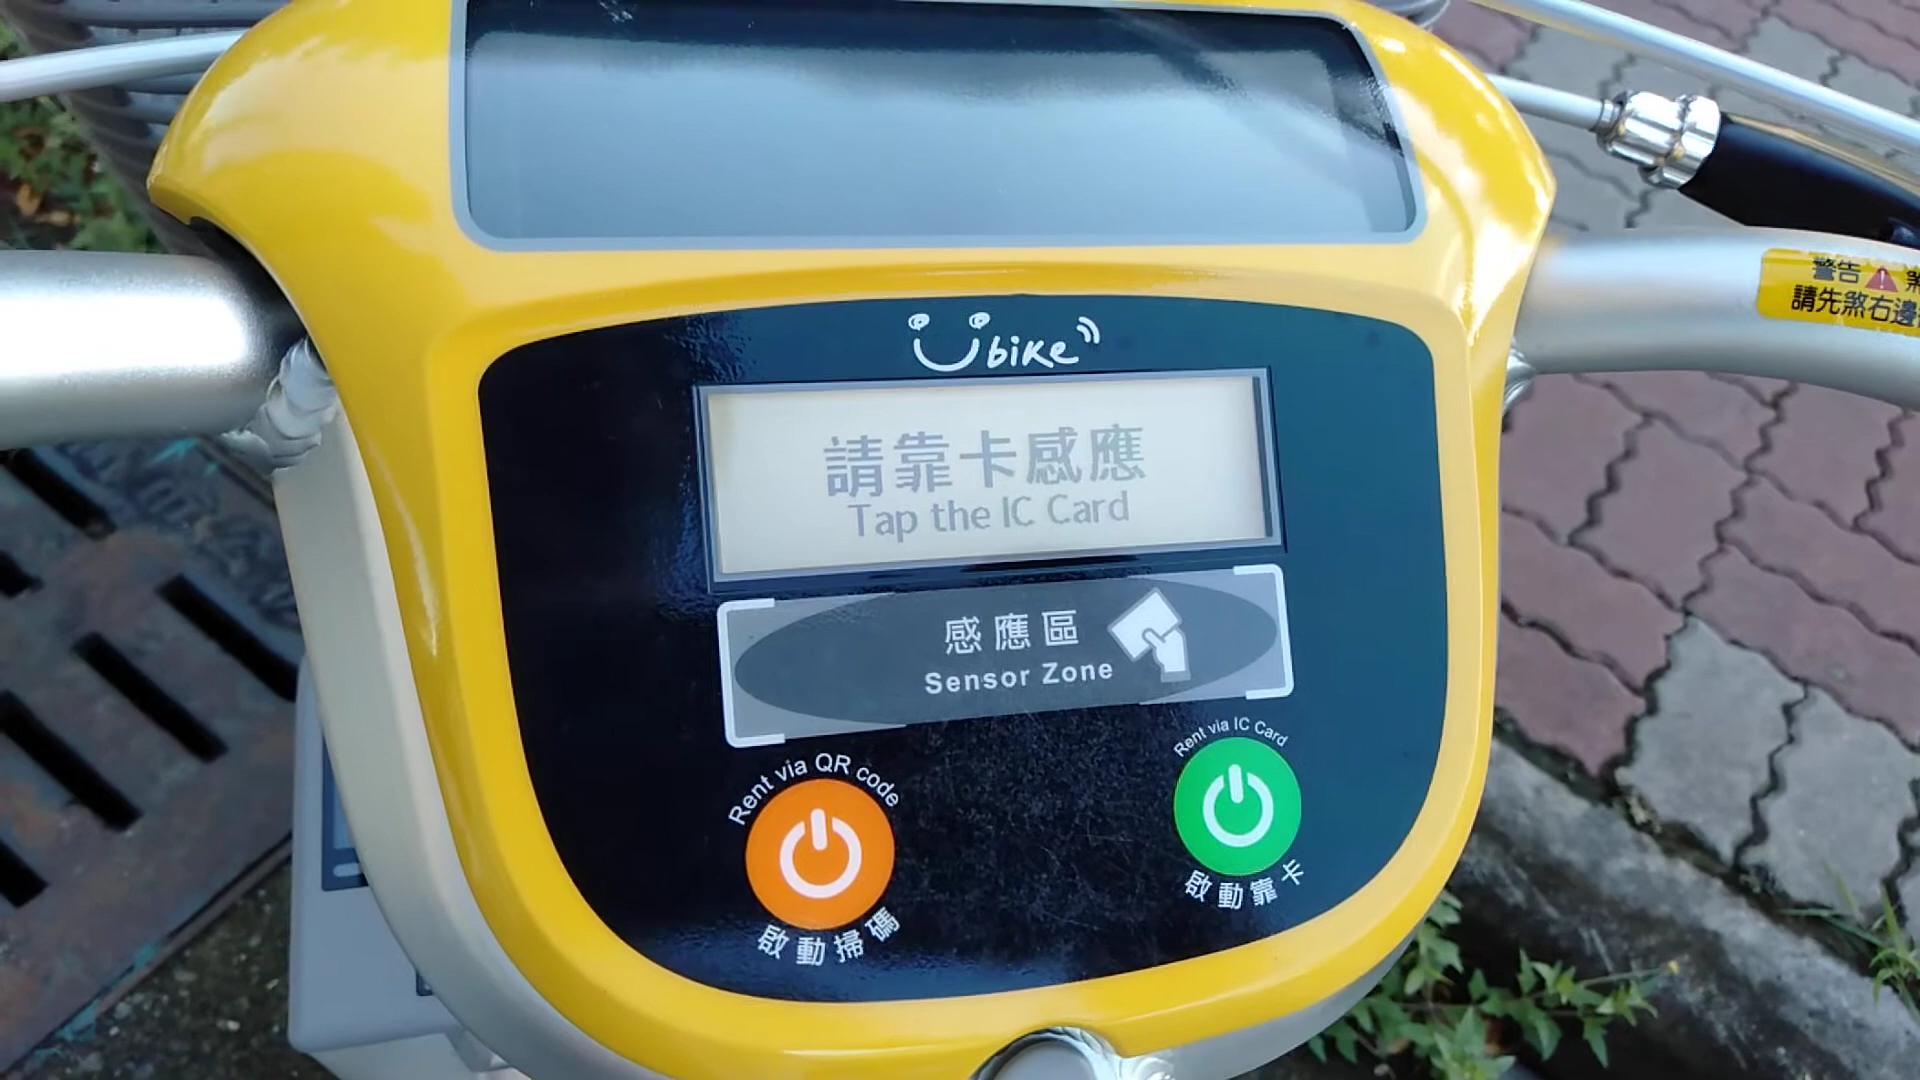 Ubike
警告
請先煞右邊
請靠卡感應
Tap the IC Card
感應區
Sensor Zone
Rent via QR code
啟動掃碼
Rent via IC Card
啟動靠卡